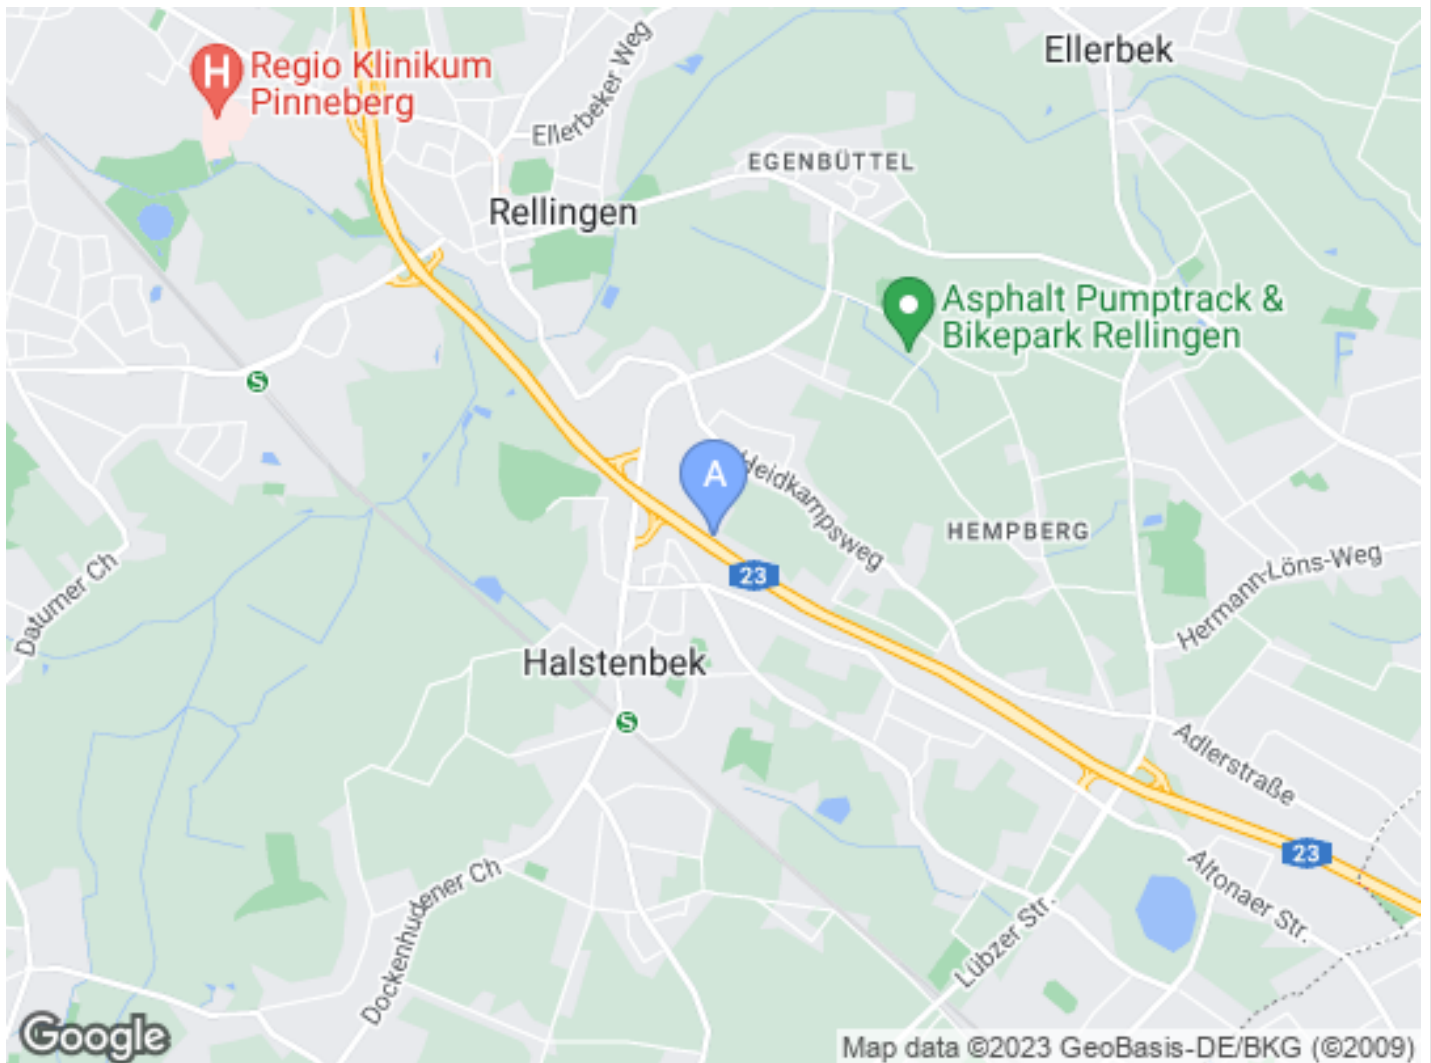 Ellerbek
H
Regio Klinikum
Pinneberg
Ellerbeker Weg
EGENBÜTTEL
Rellingen
Asphalt Pumptrack &
Bikepark Rellingen
S
A
Heidkampsweg
HEMPBERG
Hermann-Löns-Weg
23
Datumer Ch
Halstenbek
S
Adlerstraße
23
Altonaer Str.
Dockenhudener Ch
Lübzer Str.
Google
Map data ©2023 GeoBasis-DE/BKG (©2009)